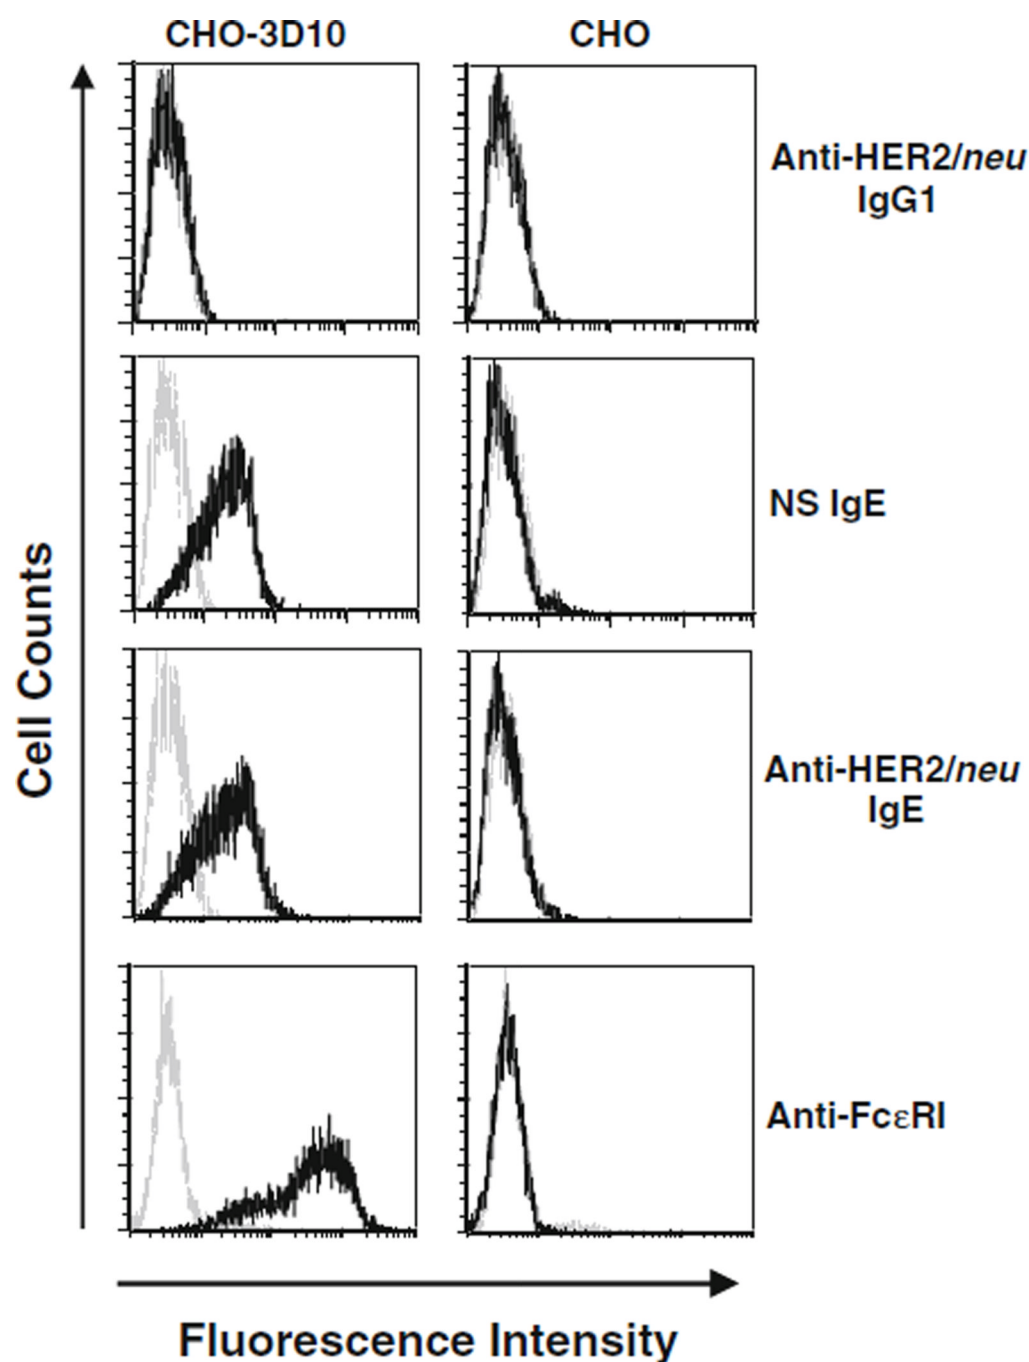 CHO-3D10
CHO
Anti-HER2/neu
IgG1
NS IgE
Anti-HER2/neu
IgE
Anti-FcεRI
Cell Counts
Fluorescence Intensity